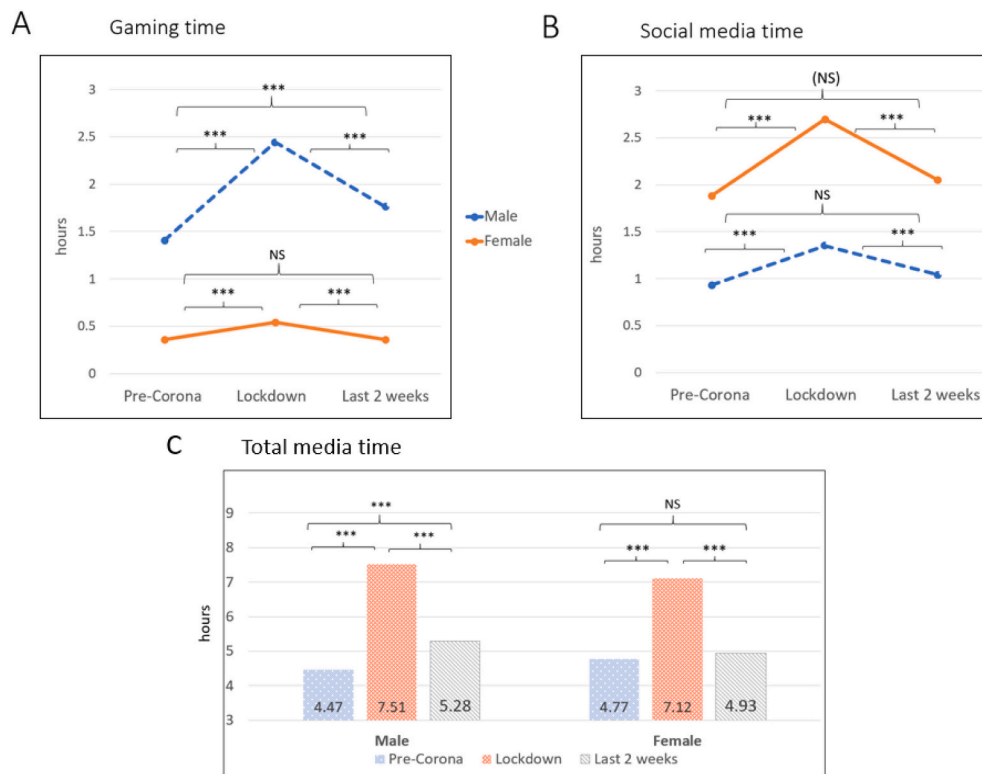 A Gaming time
3
2.5
2
1.5
1
0.5
0
hours
***
*** ***
NS
*** ***
Pre-Corona Lockdown Last 2 weeks
Male
Female
B Social media time
3
2.5
2
1.5
1
0.5
0
hours
(NS)
*** ***
NS
*** ***
Pre-Corona Lockdown Last 2 weeks
C Total media time
9
8
7
6
5
4
3
hours
*** NS
*** *** *** ***
4.47 7.51 5.28 4.77 7.12 4.93
Male Female
Pre-Corona Lockdown Last 2 weeks